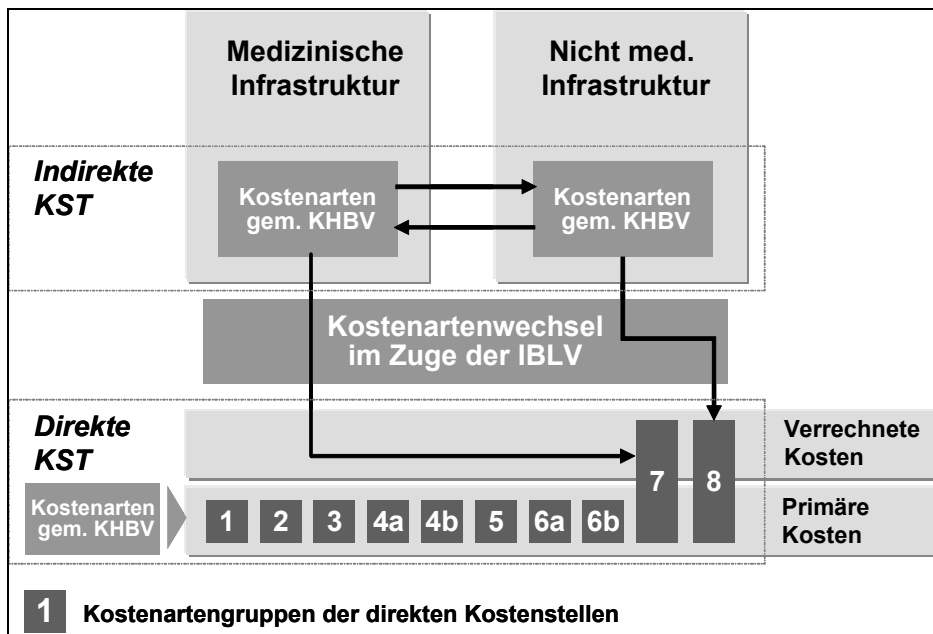 Medizinische
Infrastruktur
Nicht med.
Infrastruktur
Indirekte
KST
Kostenarten
gem. KHBV
Kostenarten
gem. KHBV
Kostenartenwechsel
im Zuge der IBLV
Direkte
KST
Verrechnete
Kosten
7
8
Kostenarten
gem. KHBV
1 2 3 4a 4b 5 6a 6b
Primäre
Kosten
1 Kostenartengruppen der direkten Kostenstellen